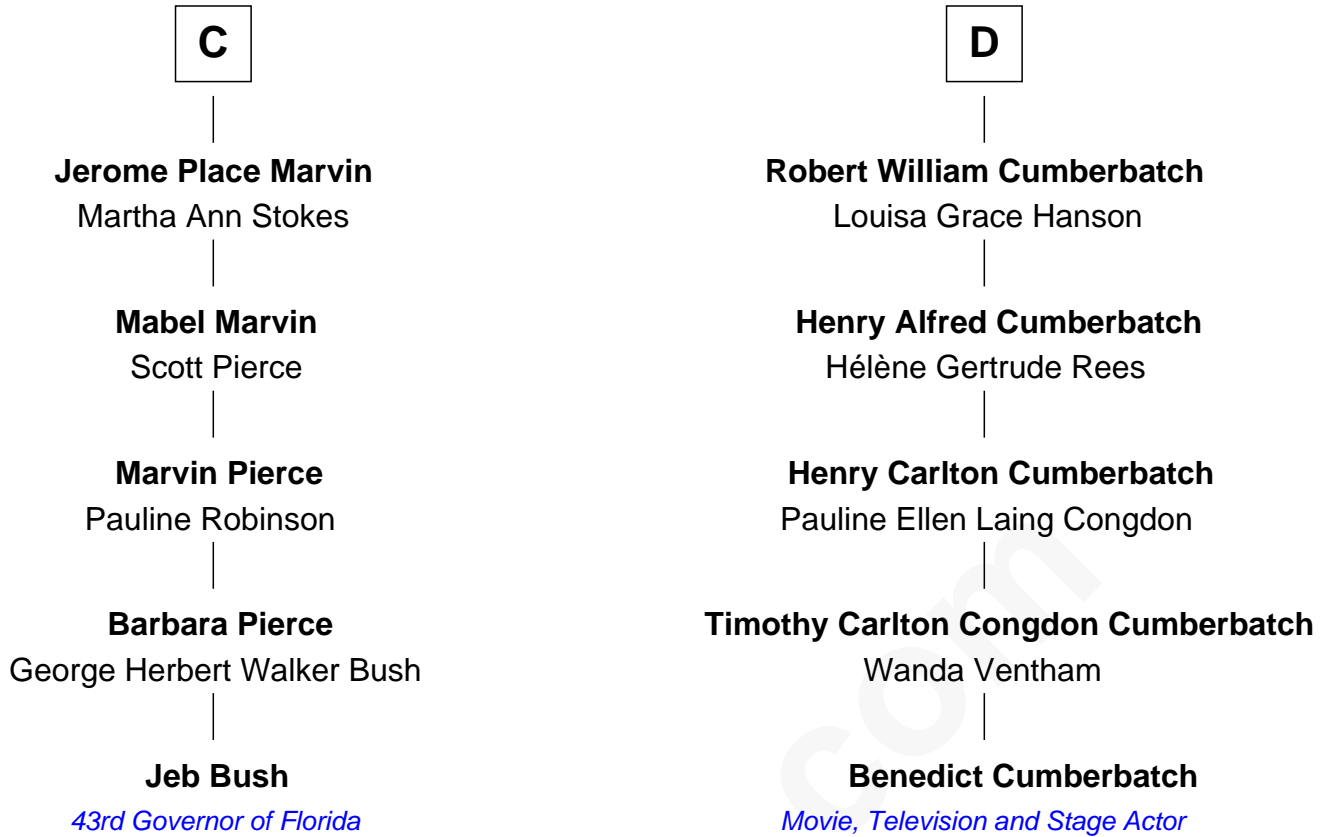 C
Jerome Place Marvin
Martha Ann Stokes
Mabel Marvin
Scott Pierce
Marvin Pierce
Pauline Robinson
Barbara Pierce
George Herbert Walker Bush
Jeb Bush
43rd Governor of Florida
D
Robert William Cumberbatch
Louisa Grace Hanson
Henry Alfred Cumberbatch
Hélène Gertrude Rees
Henry Carlton Cumberbatch
Pauline Ellen Laing Congdon
Timothy Carlton Congdon Cumberbatch
Wanda Ventham
Benedict Cumberbatch
Movie, Television and Stage Actor
com